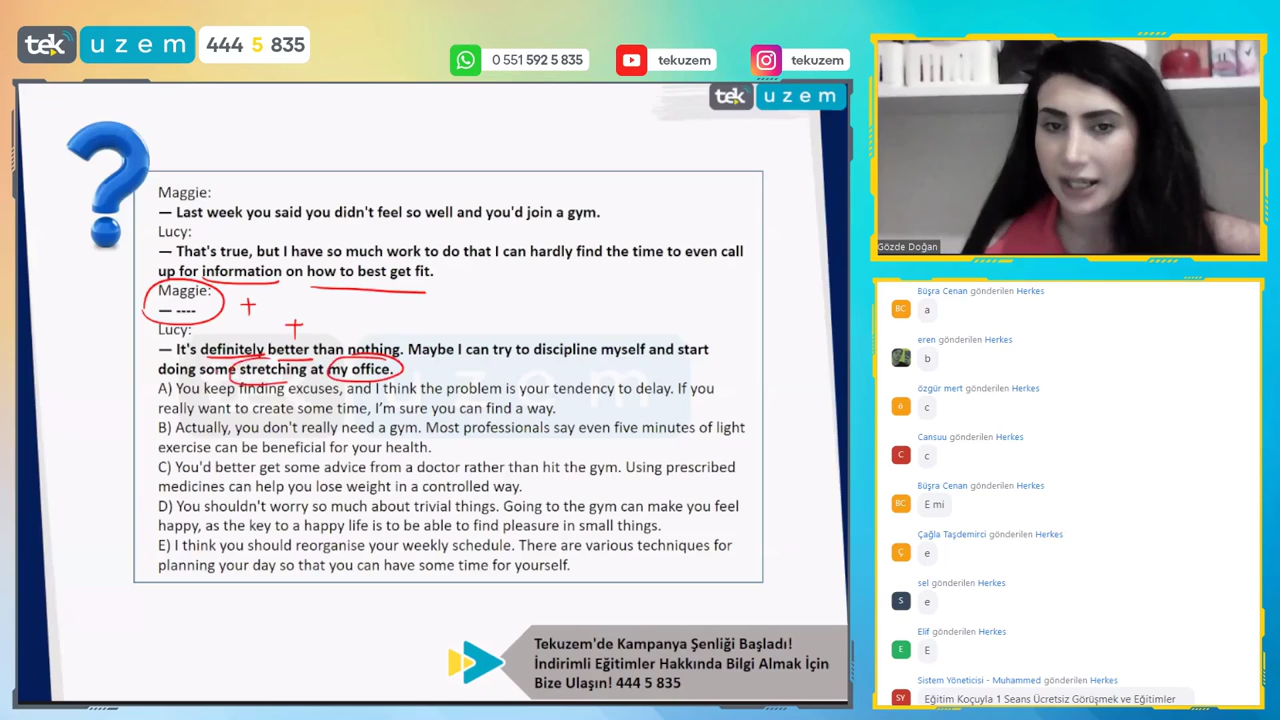 tek uzem 444 5 835
0 551 592 5 835
tekuzem
tekuzem
tek uzem
Maggie:
— Last week you said you didn't feel so well and you'd join a gym.
Lucy:
— That's true, but I have so much work to do that I can hardly find the time to even call
up for information on how to best get fit.
Maggie:
— ----
Lucy:
— It's definitely better than nothing. Maybe I can try to discipline myself and start
doing some stretching at my office.
A) You keep finding excuses, and I think the problem is your tendency to delay. If you
really want to create some time, I'm sure you can find a way.
B) Actually, you don't really need a gym. Most professionals say even five minutes of light
exercise can be beneficial for your health.
C) You'd better get some advice from a doctor rather than hit the gym. Using prescribed
medicines can help you lose weight in a controlled way.
D) You shouldn't worry so much about trivial things. Going to the gym can make you feel
happy, as the key to a happy life is to be able to find pleasure in small things.
E) I think you should reorganise your weekly schedule. There are various techniques for
planning your day so that you can have some time for yourself.
Tekuzem'de Kampanya Şenliği Başladı!
İndirimli Eğitimler Hakkında Bilgi Almak İçin
Bize Ulaşın! 444 5 835
Gözde Doğan
Büşra Cenan gönderilen Herkes
BC a
eren gönderilen Herkes
b
özgür mert gönderilen Herkes
ö c
Cansuu gönderilen Herkes
C c
Büşra Cenan gönderilen Herkes
BC E mi
Çağla Taşdemirci gönderilen Herkes
Ç e
sel gönderilen Herkes
S e
Elif gönderilen Herkes
E E
Sistem Yöneticisi - Muhammed gönderilen Herkes
SY Eğitim Koçuyla 1 Seans Ücretsiz Görüşmek ve Eğitimler